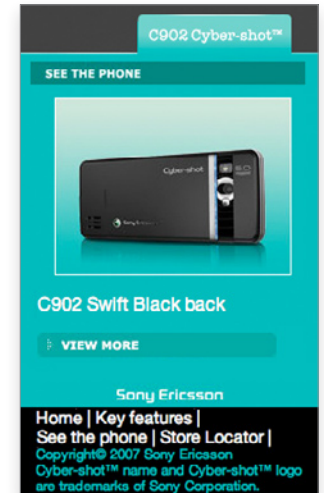 C902 Cyber-shot™
SEE THE PHONE
Cyber-shot
Sony Ericsson
C902 Swift Black back
VIEW MORE
Sony Ericsson
Home | Key features |
See the phone | Store Locator |
Copyright© 2007 Sony Ericsson
Cyber-shot™ name and Cyber-shot™ logo
are trademarks of Sony Corporation.